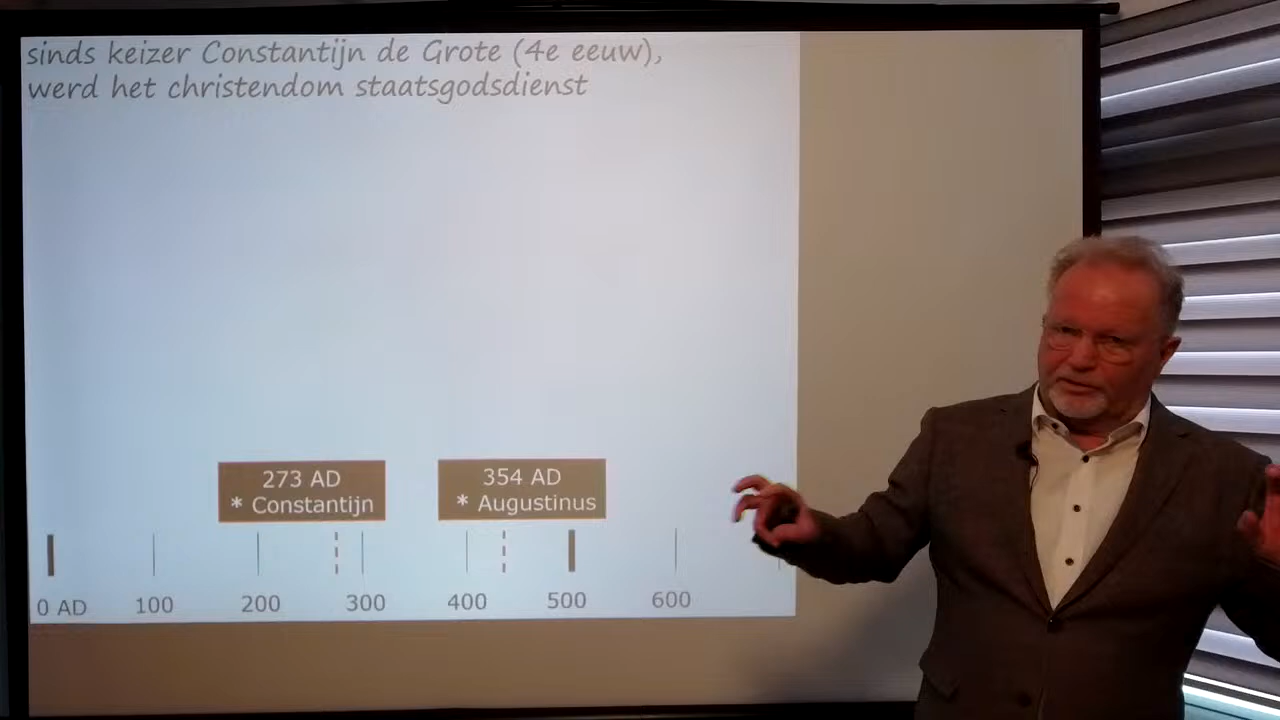 sinds keizer Constantijn de Grote (4e eeuw),
werd het christendom staatsgodsdienst
273 AD
* Constantijn
354 AD
* Augustinus
0 AD 100 200 300 400 500 600